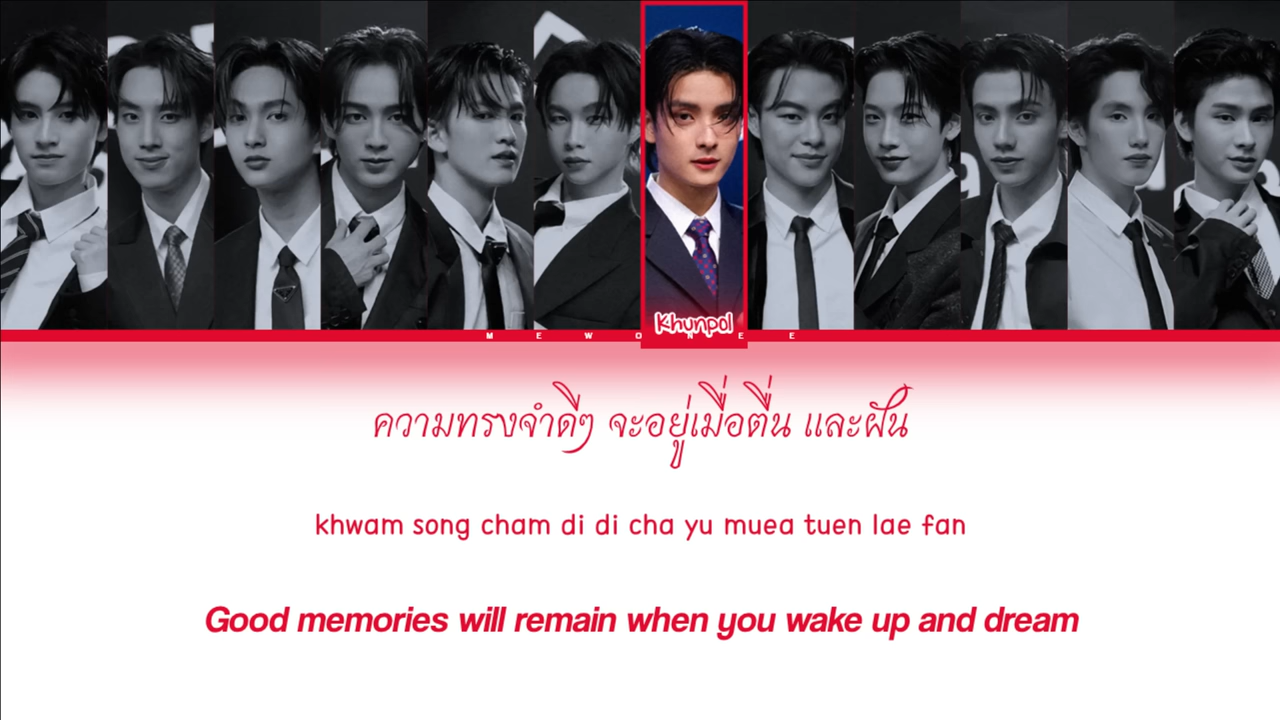 Khunpol
M E W O N E E
ความทรงจำดีๆ จะอยู่เมื่อตื่น และฝัน
khwam song cham di di cha yu muea tuen lae fan
Good memories will remain when you wake up and dream